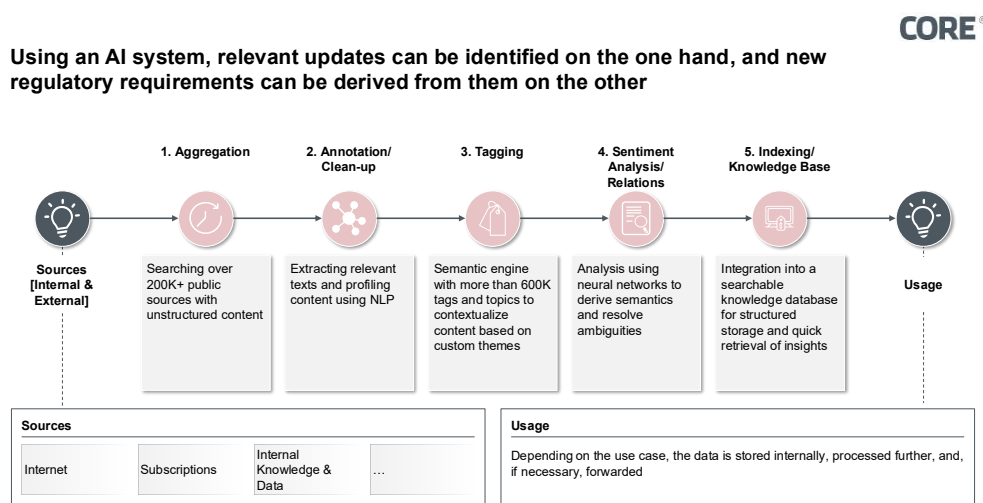 CORE
Using an AI system, relevant updates can be identified on the one hand, and new
regulatory requirements can be derived from them on the other
1. Aggregation
2. Annotation/
Clean-up
3. Tagging
4. Sentiment
Analysis/
Relations
5. Indexing/
Knowledge Base
Sources
[Internal &
External]
Searching over
200K+ public
sources with
unstructured content
Extracting relevant
texts and profiling
content using NLP
Semantic engine
with more than 600K
tags and topics to
contextualize
content based on
custom themes
Analysis using
neural networks to
derive semantics
and resolve
ambiguities
Integration into a
searchable
knowledge database
for structured
storage and quick
retrieval of insights
Usage
Sources
Internet
Subscriptions
Internal
Knowledge &
Data
…
Usage
Depending on the use case, the data is stored internally, processed further, and,
if necessary, forwarded